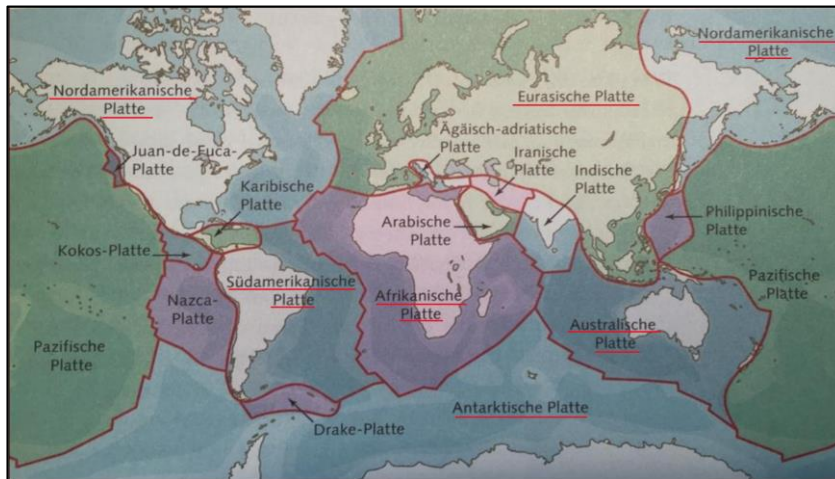 Nordamerikanische
Platte
Nordamerikanische
Platte
Eurasische Platte
Ägäisch-adriatische
Platte
Iranische
Platte
Indische
Platte
Juan-de-Fuca-
Platte
Karibische
Platte
Arabische
Platte
Philippinische
Platte
Kokos-Platte
Südamerikanische
Platte
Afrikanische
Platte
Nazca-
Platte
Pazifische
Platte
Australische
Platte
Pazifische
Platte
Antarktische Platte
Drake-Platte